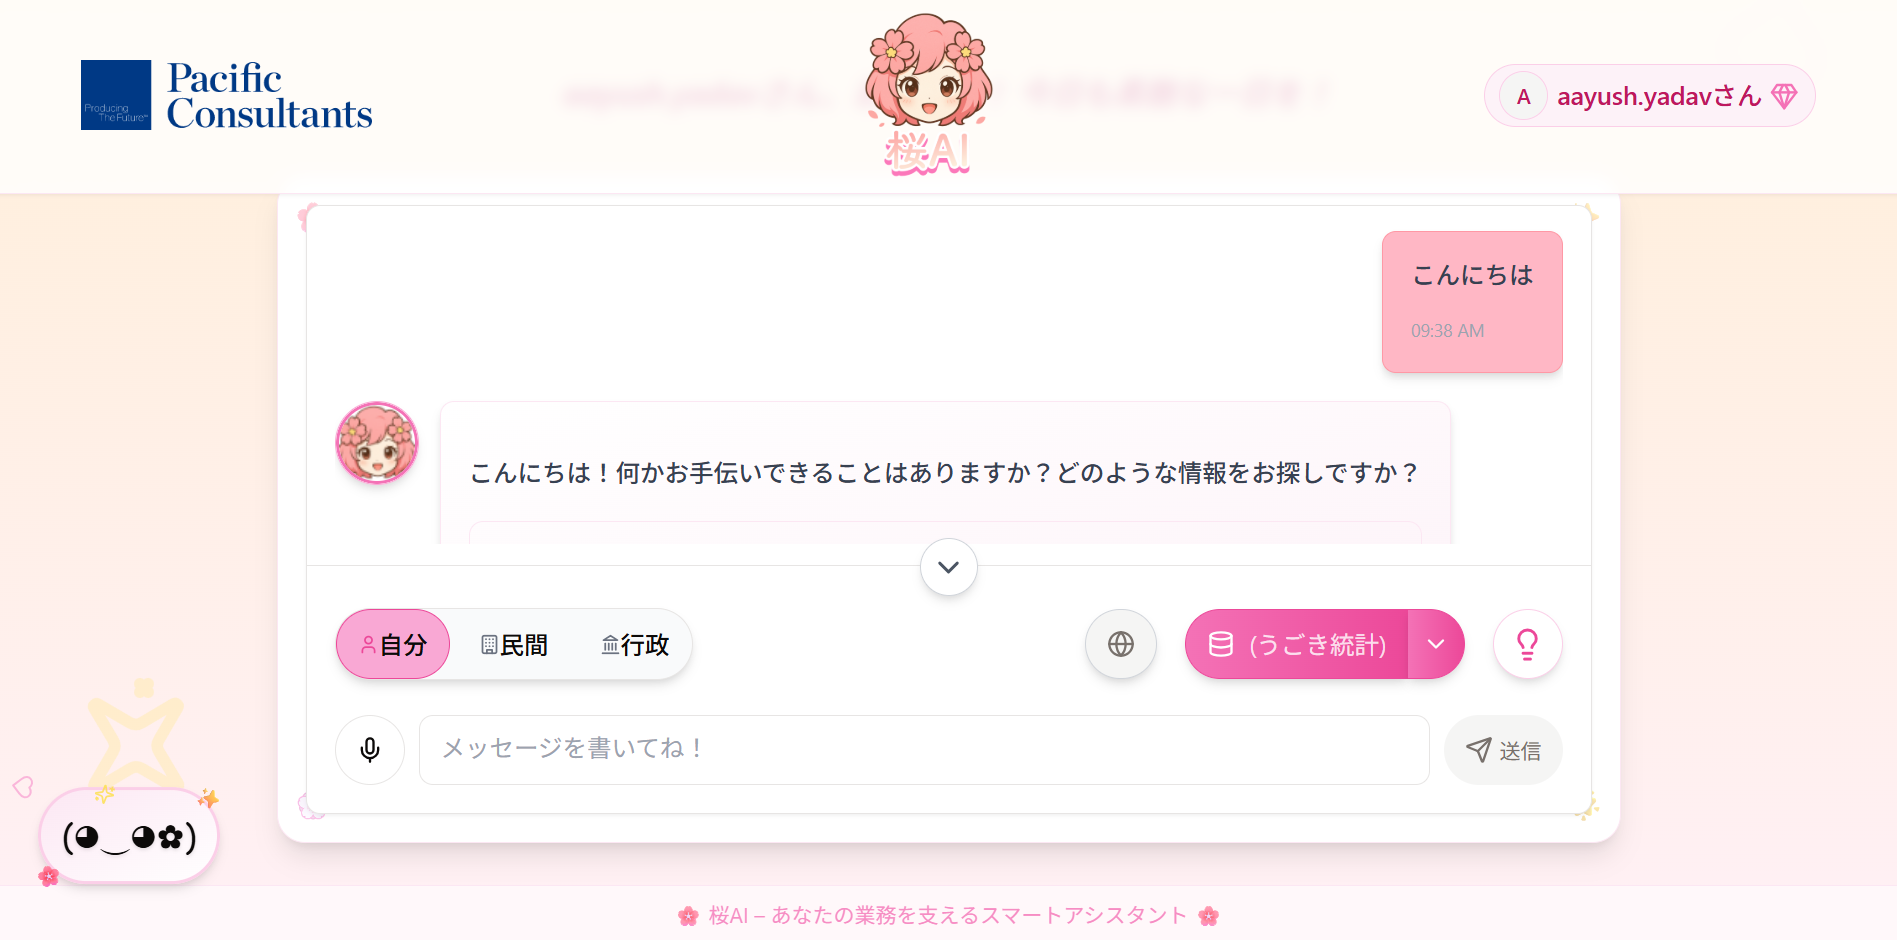 Producing
The Future™
Pacific
Consultants
桜AI
A
aayush.yadavさん
こんにちは
09:38 AM
こんにちは！何かお手伝いできることはありますか？どのような情報をお探しですか？
自分
民間
行政
(うごき統計)
メッセージを書いてね！
送信
(◕‿◕✿)
桜AI – あなたの業務を支えるスマートアシスタント